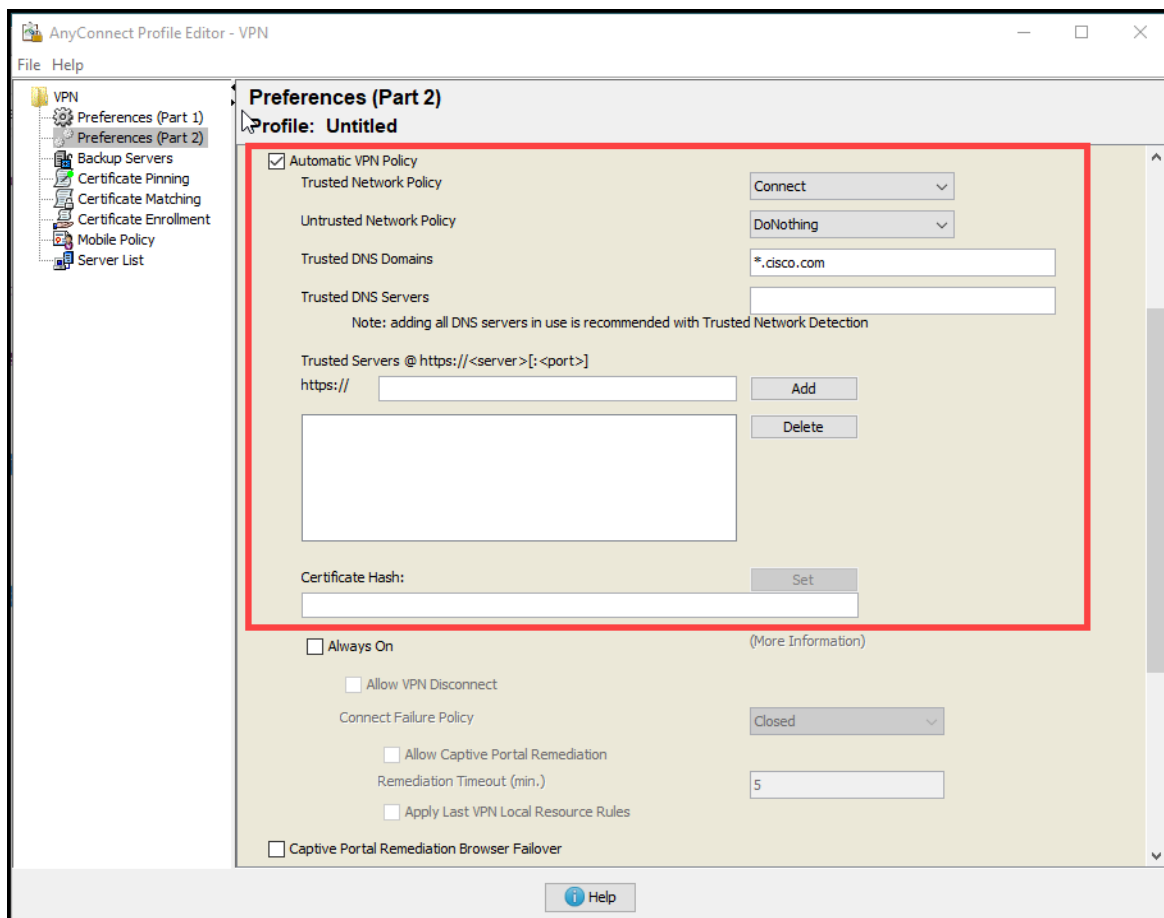 AnyConnect Profile Editor - VPN
File Help
VPN
Preferences (Part 1)
Preferences (Part 2)
Backup Servers
Certificate Pinning
Certificate Matching
Certificate Enrollment
Mobile Policy
Server List
Preferences (Part 2)
Profile: Untitled
Automatic VPN Policy
Trusted Network Policy Connect
Untrusted Network Policy DoNothing
Trusted DNS Domains *.cisco.com
Trusted DNS Servers
Note: adding all DNS servers in use is recommended with Trusted Network Detection
Trusted Servers @ https://<server>[:<port>]
https:// Add
Delete
Certificate Hash: Set
Always On (More Information)
Allow VPN Disconnect
Connect Failure Policy Closed
Allow Captive Portal Remediation
Remediation Timeout (min.) 5
Apply Last VPN Local Resource Rules
Captive Portal Remediation Browser Failover
Help